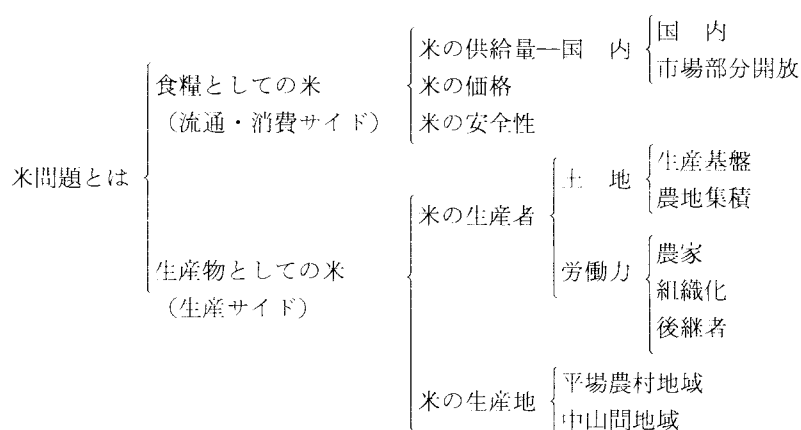 国 内
米の供給量―国 内
市場部分開放
食糧としての米
米の価格
（流通・消費サイド）
米の安全性
米問題とは
生産基盤
土 地
農地集積
米の生産者
農家
生産物としての米
労働力
組織化
（生産サイド）
後継者
平場農村地域
米の生産地
中山間地域